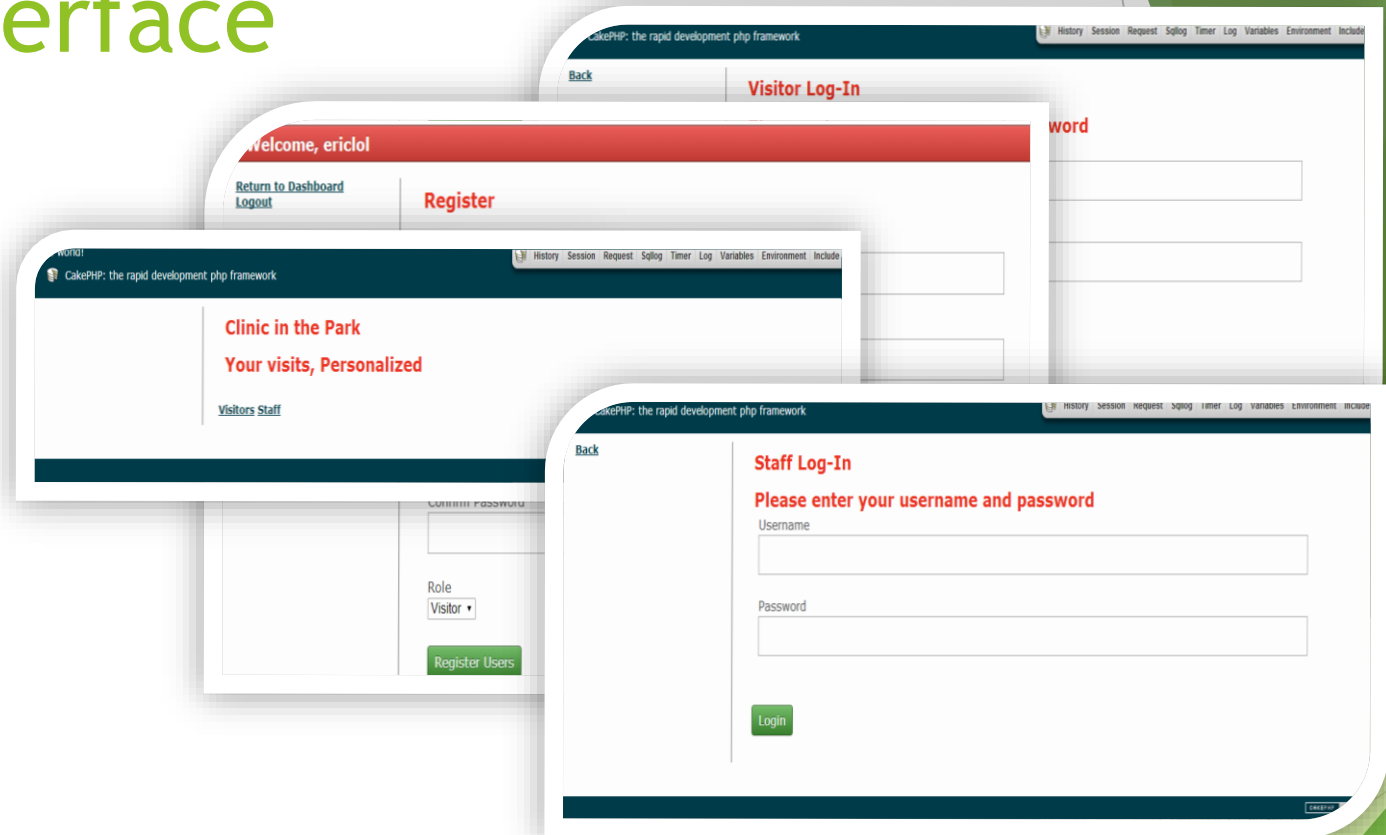 erface
CakePHP: the rapid development php framework
History Session Request Sqllog Timer Log Variables Environment Include
Back
Visitor Log-In
word
Welcome, ericlol
Return to Dashboard
Logout
Register
world!
History Session Request Sqllog Timer Log Variables Environment Include
CakePHP: the rapid development php framework
Clinic in the Park
Your visits, Personalized
Visitors Staff
Confirm Password
Role
Visitor
Register Users
CakePHP: the rapid development php framework
History Session Request Sqllog Timer Log Variables Environment Include
Back
Staff Log-In
Please enter your username and password
Username
Password
Login
CAKEPHP